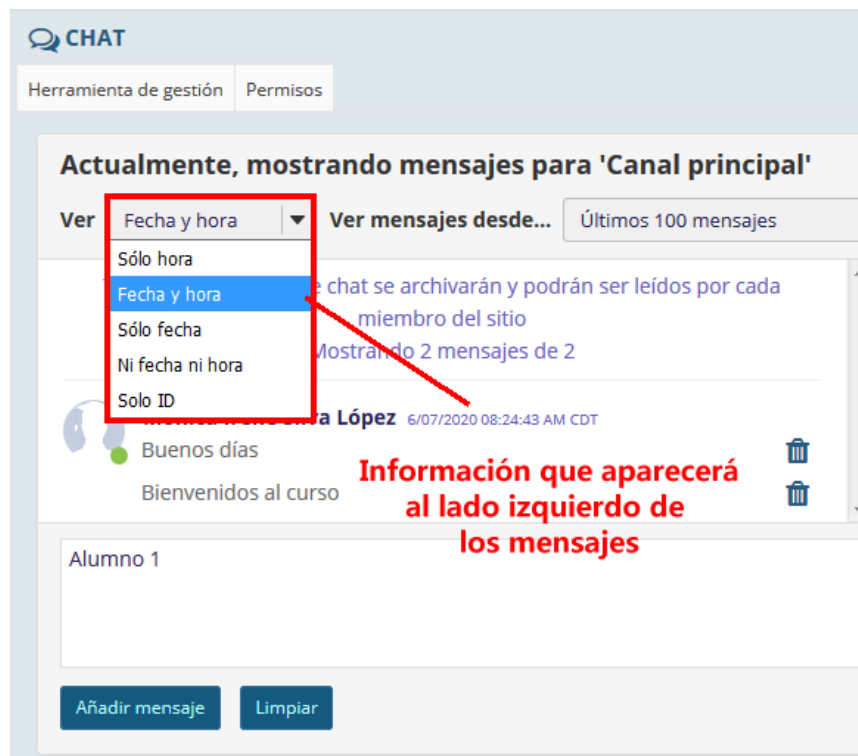 CHAT
Herramienta de gestión Permisos
Actualmente, mostrando mensajes para 'Canal principal'
Ver Fecha y hora Ver mensajes desde... Últimos 100 mensajes
Sólo hora
Fecha y hora
Sólo fecha
Ni fecha ni hora
Solo ID
e chat se archivarán y podrán ser leídos por cada
miembro del sitio
Mostrando 2 mensajes de 2
López 6/07/2020 08:24:43 AM CDT
Buenos días
Bienvenidos al curso
Información que aparecerá
al lado izquierdo de
los mensajes
Alumno 1
Añadir mensaje Limpiar